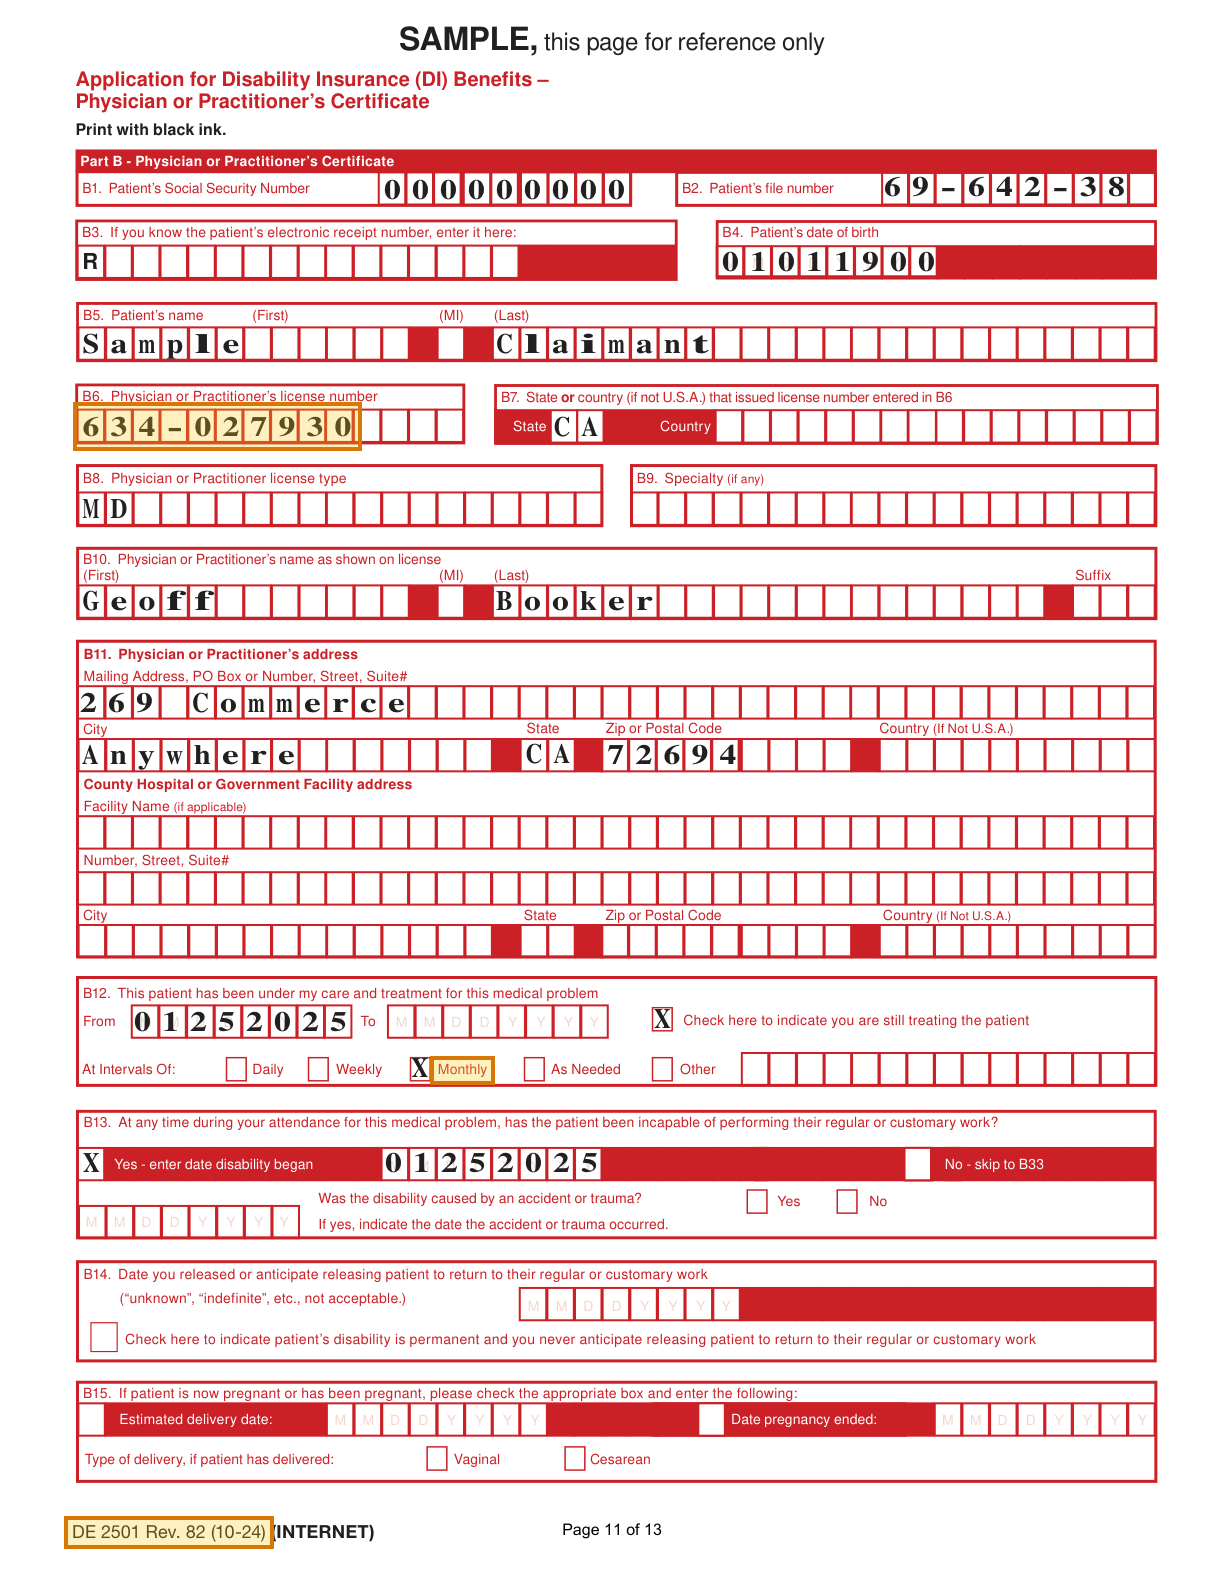 SAMPLE, this page for reference only
Application for Disability Insurance (DI) Benefits –
Physician or Practitioner's Certificate
Print with black ink.
Part B - Physician or Practitioner's Certificate
B1. Patient's Social Security Number 000000000 B2. Patient's file number 69-642-38
B3. If you know the patient's electronic receipt number, enter it here: B4. Patient's date of birth
R 01011900
B5. Patient's name (First) (MI) (Last)
Sample Claimant
B6. Physician or Practitioner's license number B7. State or country (if not U.S.A.) that issued license number entered in B6
634-027930 State CA Country
B8. Physician or Practitioner license type B9. Specialty (if any)
MD
B10. Physician or Practitioner's name as shown on license
(First) (MI) (Last) Suffix
Geoff Booker
B11. Physician or Practitioner's address
Mailing Address, PO Box or Number, Street, Suite#
269 Commerce
City State Zip or Postal Code Country (If Not U.S.A.)
Anywhere CA 72694
County Hospital or Government Facility address
Facility Name (if applicable)
Number, Street, Suite#
City State Zip or Postal Code Country (If Not U.S.A.)
B12. This patient has been under my care and treatment for this medical problem
From 01252025 To MMDDYYYY X Check here to indicate you are still treating the patient
At Intervals Of: Daily Weekly X Monthly As Needed Other
B13. At any time during your attendance for this medical problem, has the patient been incapable of performing their regular or customary work?
X Yes - enter date disability began 01252025 No - skip to B33
Was the disability caused by an accident or trauma? Yes No
MMDDYYYY If yes, indicate the date the accident or trauma occurred.
B14. Date you released or anticipate releasing patient to return to their regular or customary work
("unknown", "indefinite", etc., not acceptable.) MMDDYYYY
Check here to indicate patient's disability is permanent and you never anticipate releasing patient to return to their regular or customary work
B15. If patient is now pregnant or has been pregnant, please check the appropriate box and enter the following:
Estimated delivery date: MMDDYYYY Date pregnancy ended: MMDDYYYY
Type of delivery, if patient has delivered: Vaginal Cesarean
DE 2501 Rev. 82 (10-24) (INTERNET) Page 11 of 13